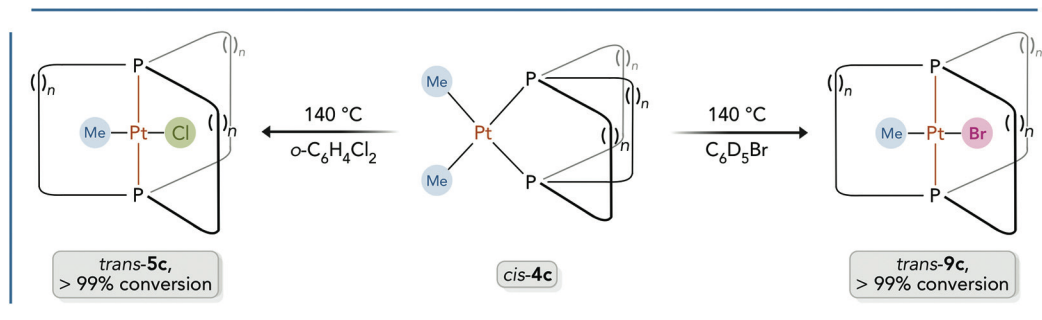 P
( )n
( )n
( )n
Me
Pt
Cl
P
trans-5c,
> 99% conversion
140 °C
o-C6H4Cl2
Me
Me
Pt
P
P
( )n
( )n
( )n
cis-4c
140 °C
C6D5Br
P
( )n
( )n
( )n
Me
Pt
Br
P
trans-9c,
> 99% conversion